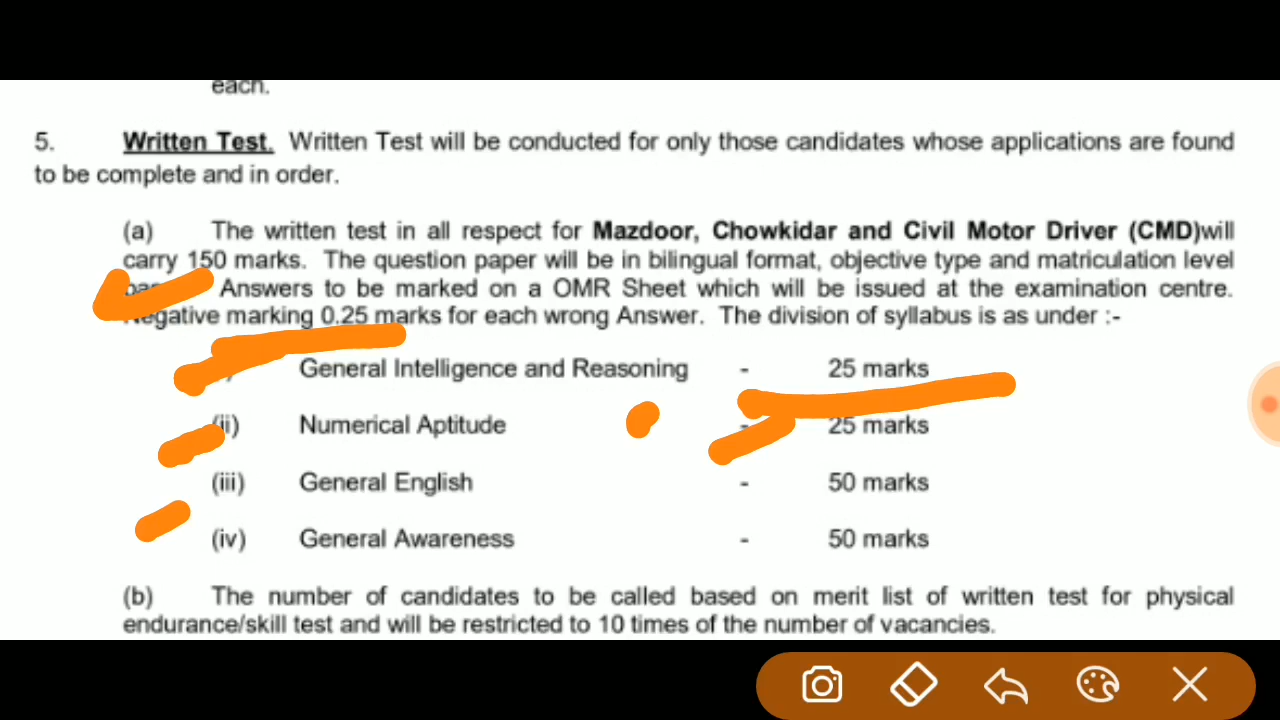 each.
5. Written Test. Written Test will be conducted for only those candidates whose applications are found
to be complete and in order.
(a) The written test in all respect for Mazdoor, Chowkidar and Civil Motor Driver (CMD)will
carry 150 marks. The question paper will be in bilingual format, objective type and matriculation level
Answers to be marked on a OMR Sheet which will be issued at the examination centre.
Negative marking 0.25 marks for each wrong Answer. The division of syllabus is as under :-
General Intelligence and Reasoning - 25 marks
(ii) Numerical Aptitude - 25 marks
(iii) General English - 50 marks
(iv) General Awareness - 50 marks
(b) The number of candidates to be called based on merit list of written test for physical
endurance/skill test and will be restricted to 10 times of the number of vacancies.